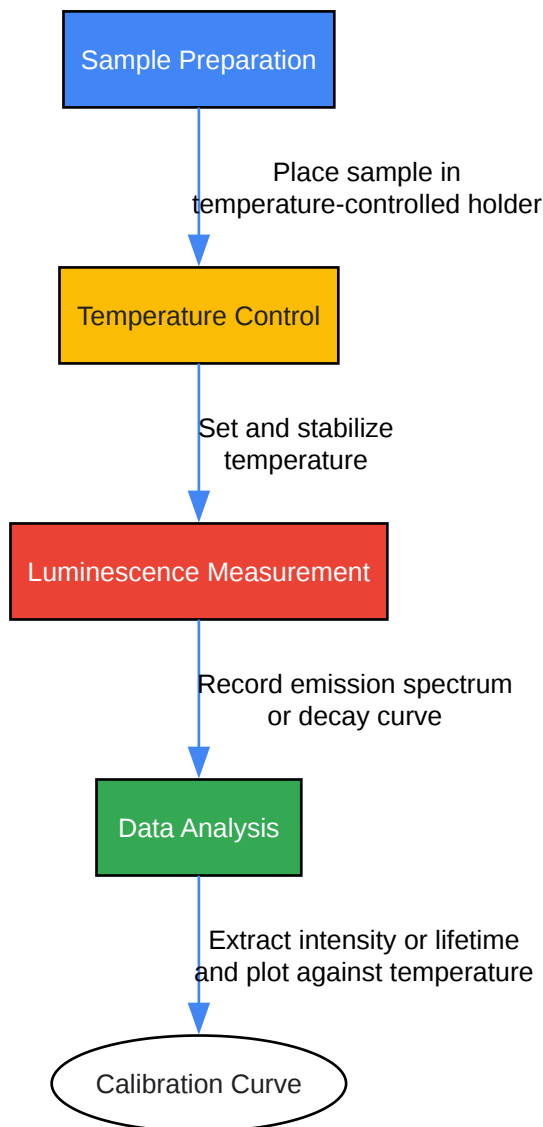 Sample Preparation
Place sample in
temperature-controlled holder
Temperature Control
Set and stabilize
temperature
Luminescence Measurement
Record emission spectrum
or decay curve
Data Analysis
Extract intensity or lifetime
and plot against temperature
Calibration Curve